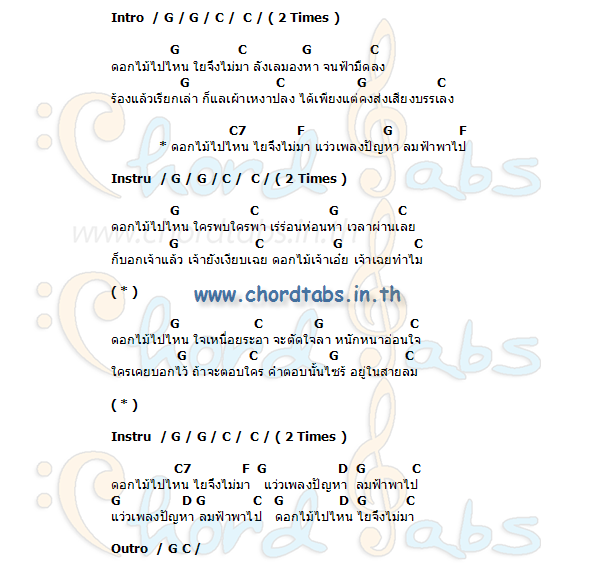 Intro / G / G / C / C / ( 2 Times )
G C G C
ดอกไม้ไปไหน ใยจึงไม่มา ลังเลมองหา จนฟ้ามืดลง
G C G C
ร้องแล้วเรียกเล่า ก็แลเผ้าเหงาปลง ได้เพียงแต่คงส่งเสียงบรรเลง
C7 F G F
* ดอกไม้ไปไหน ไยจึงไม่มา แว่วเพลงปัญหา ลมฟ้าพาไป
Instru / G / G / C / C / ( 2 Times )
G C G C
ดอกไม้ไปไหน ใครพบใครพา เร่ร่อนห่อนหา เวลาผ่านเลย
www.chordtabs.in.th
G C G C
ก็บอกเจ้าแล้ว เจ้ายังเงียบเฉย ดอกไม้เจ้าเอ๋ย เจ้าเฉยทำไม
( * )
www.chordtabs.in.th
G C G C
ดอกไม้ไปไหน ใจเหนื่อยระอา จะตัดใจลา หนักหนาอ่อนใจ
G C G C
ใครเคยบอกไว้ ถ้าจะตอบใคร คำตอบนั้นไซร้ อยู่ในสายลม
( * )
Instru / G / G / C / C / ( 2 Times )
C7 F G D G C
ดอกไม้ไปไหน ไยจึงไม่มา แว่วเพลงปัญหา ลมฟ้าพาไป
G D G C G D G C
แว่วเพลงปัญหา ลมฟ้าพาไป ดอกไม้ไปไหน ไยจึงไม่มา
Outro / G C /
Chord Tabs
Chord Tabs
Chord Tabs